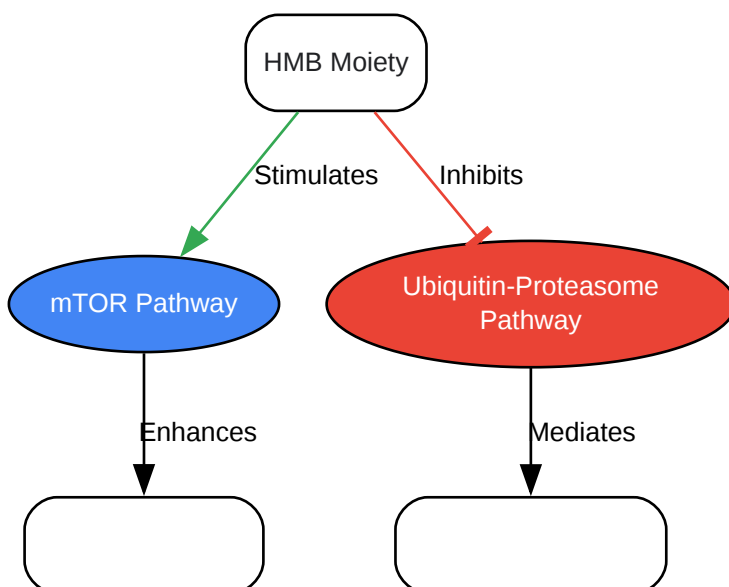 HMB Moiety
Stimulates
Inhibits
mTOR Pathway
Ubiquitin-Proteasome
Pathway
Enhances
Mediates